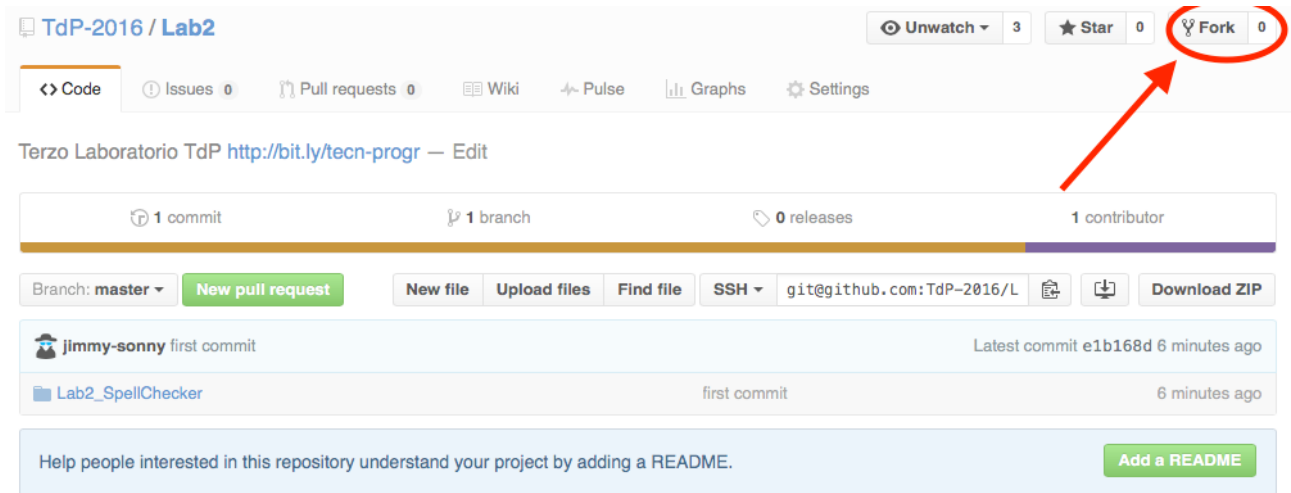 TdP-2016 / Lab2 Unwatch 3 Star 0 Fork 0
Code Issues 0 Pull requests 0 Wiki Pulse Graphs Settings
Terzo Laboratorio TdP http://bit.ly/tecn-progr — Edit
1 commit 1 branch 0 releases 1 contributor
Branch: master New pull request New file Upload files Find file SSH git@github.com:TdP-2016/L Download ZIP
jimmy-sonny first commit Latest commit e1b168d 6 minutes ago
Lab2_SpellChecker first commit 6 minutes ago
Help people interested in this repository understand your project by adding a README. Add a README